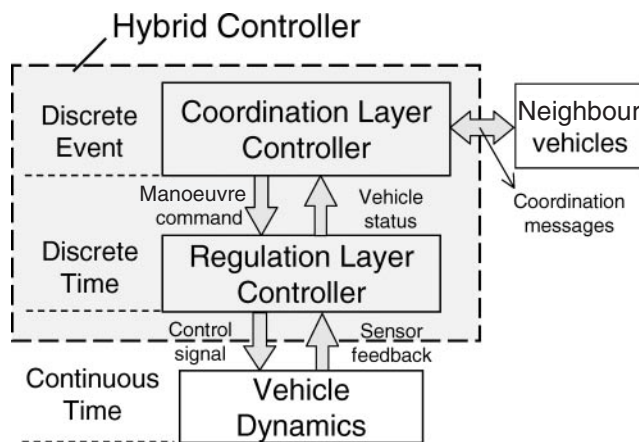 Hybrid Controller
Discrete
Event
Coordination Layer
Controller
Neighbour
vehicles
Manoeuvre
command
Vehicle
status
Coordination
messages
Discrete
Time
Regulation Layer
Controller
Control
signal
Sensor
feedback
Continuous
Time
Vehicle
Dynamics